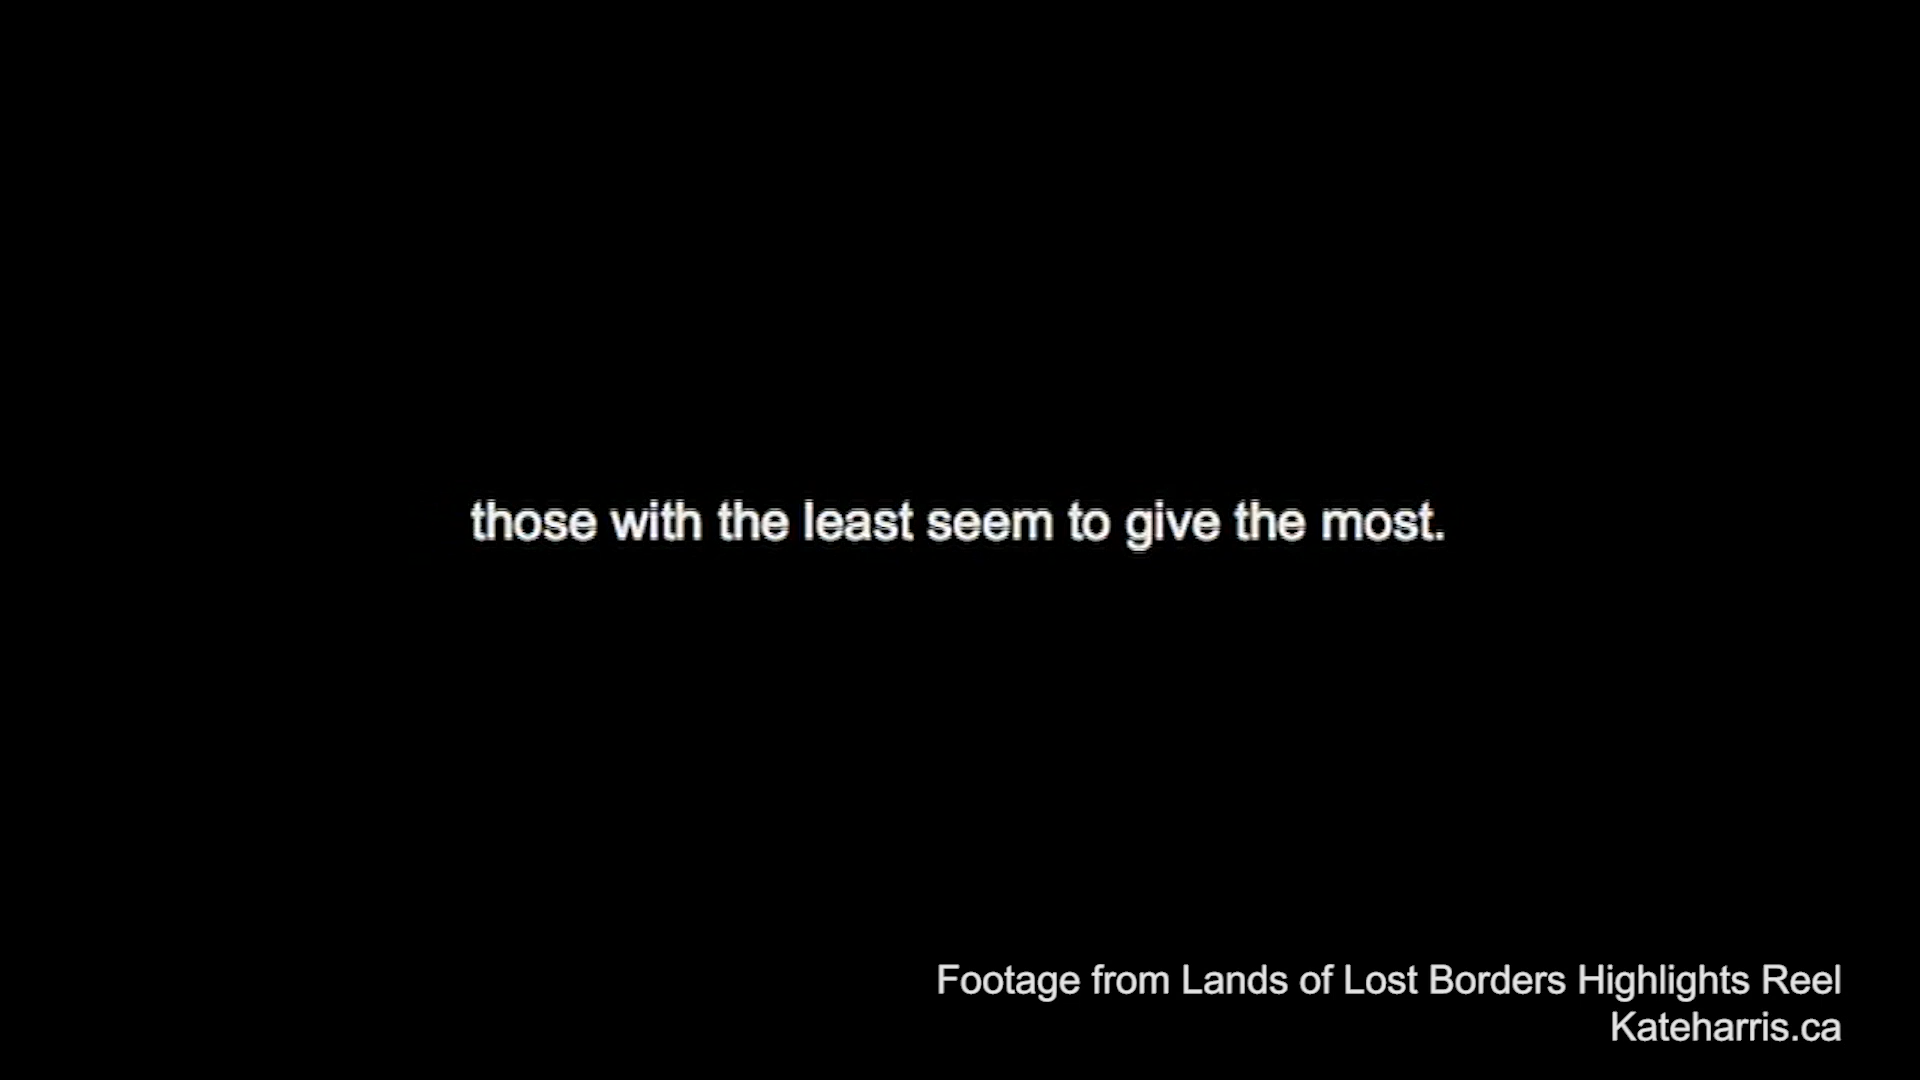 those with the least seem to give the most.
Footage from Lands of Lost Borders Highlights Reel
Kateharris.ca